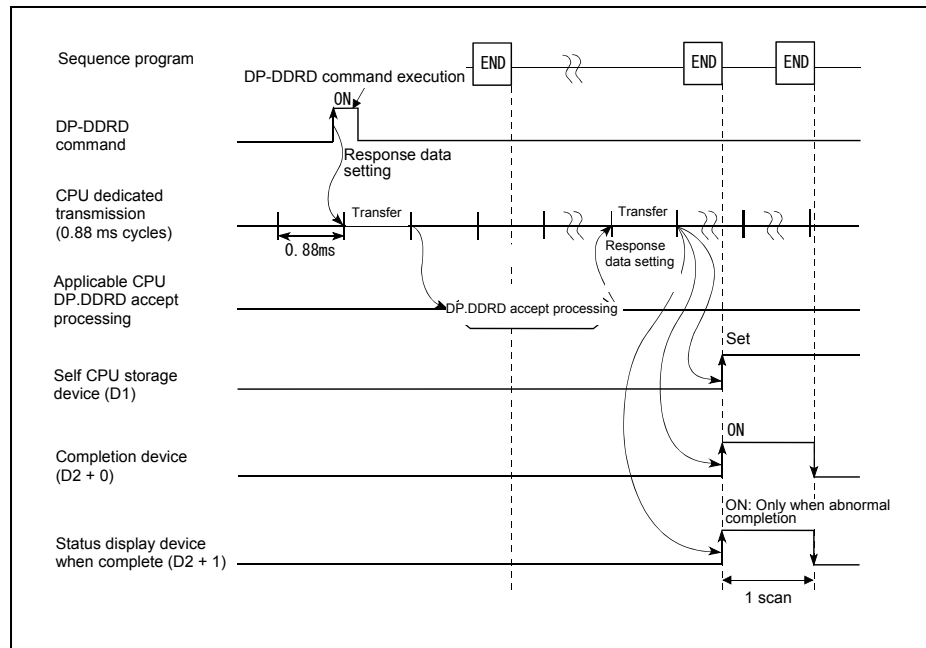 Sequence program
END
END
END
DP-DDRD command execution
ON
DP-DDRD
command
Response data
setting
CPU dedicated
transmission
(0.88 ms cycles)
Transfer
Transfer
0.88ms
Response
data setting
Applicable CPU
DP.DDRD accept
processing
DP.DDRD accept processing
Set
Self CPU storage
device (D1)
ON
Completion device
(D2 + 0)
ON: Only when abnormal
completion
Status display device
when complete (D2 + 1)
1 scan